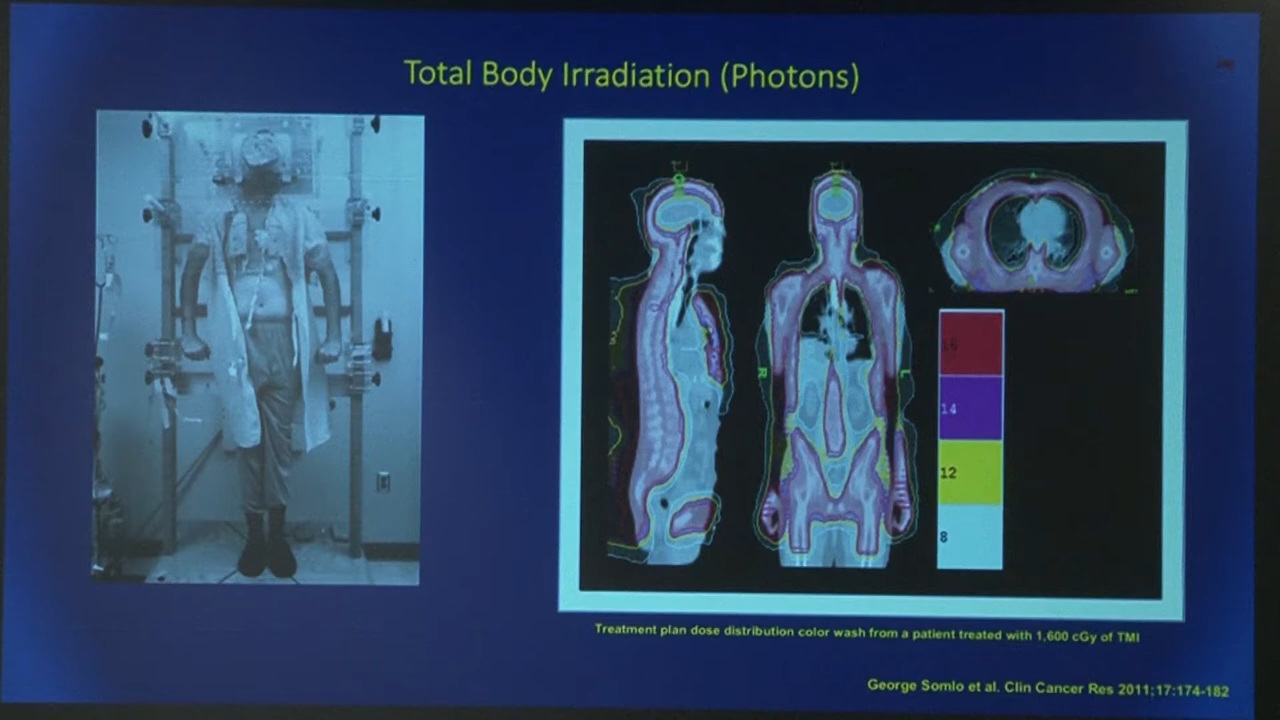 Total Body Irradiation (Photons)
R
L
16
14
12
8
Treatment plan dose distribution color wash from a patient treated with 1,600 cGy of TMI
George Somlo et al. Clin Cancer Res 2011;17:174-182